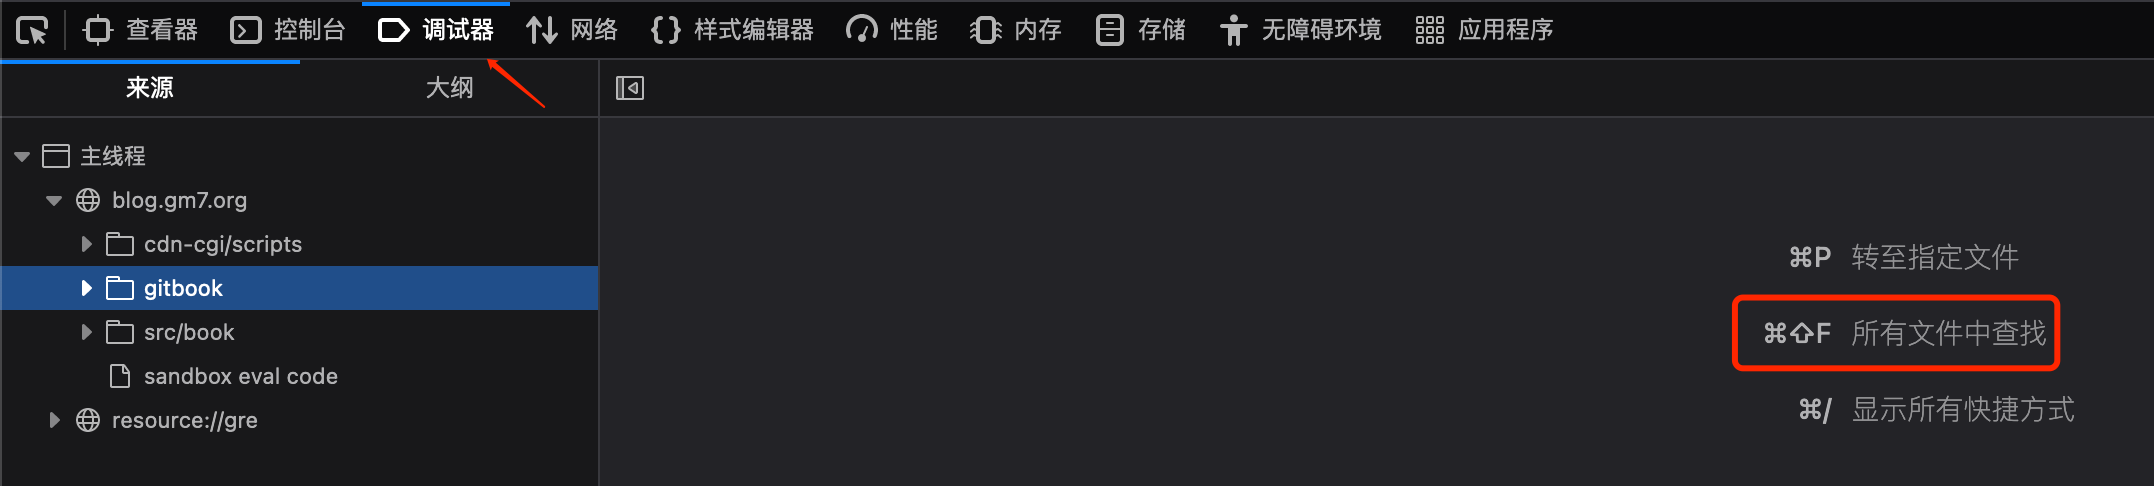 查看器 控制台 调试器 网络 样式编辑器 性能 内存 存储 无障碍环境 应用程序
来源 大纲
主线程
blog.gm7.org
cdn-cgi/scripts
gitbook
src/book
sandbox eval code
resource://gre
⌘P 转至指定文件
⌘⇧F 所有文件中查找
⌘/ 显示所有快捷方式